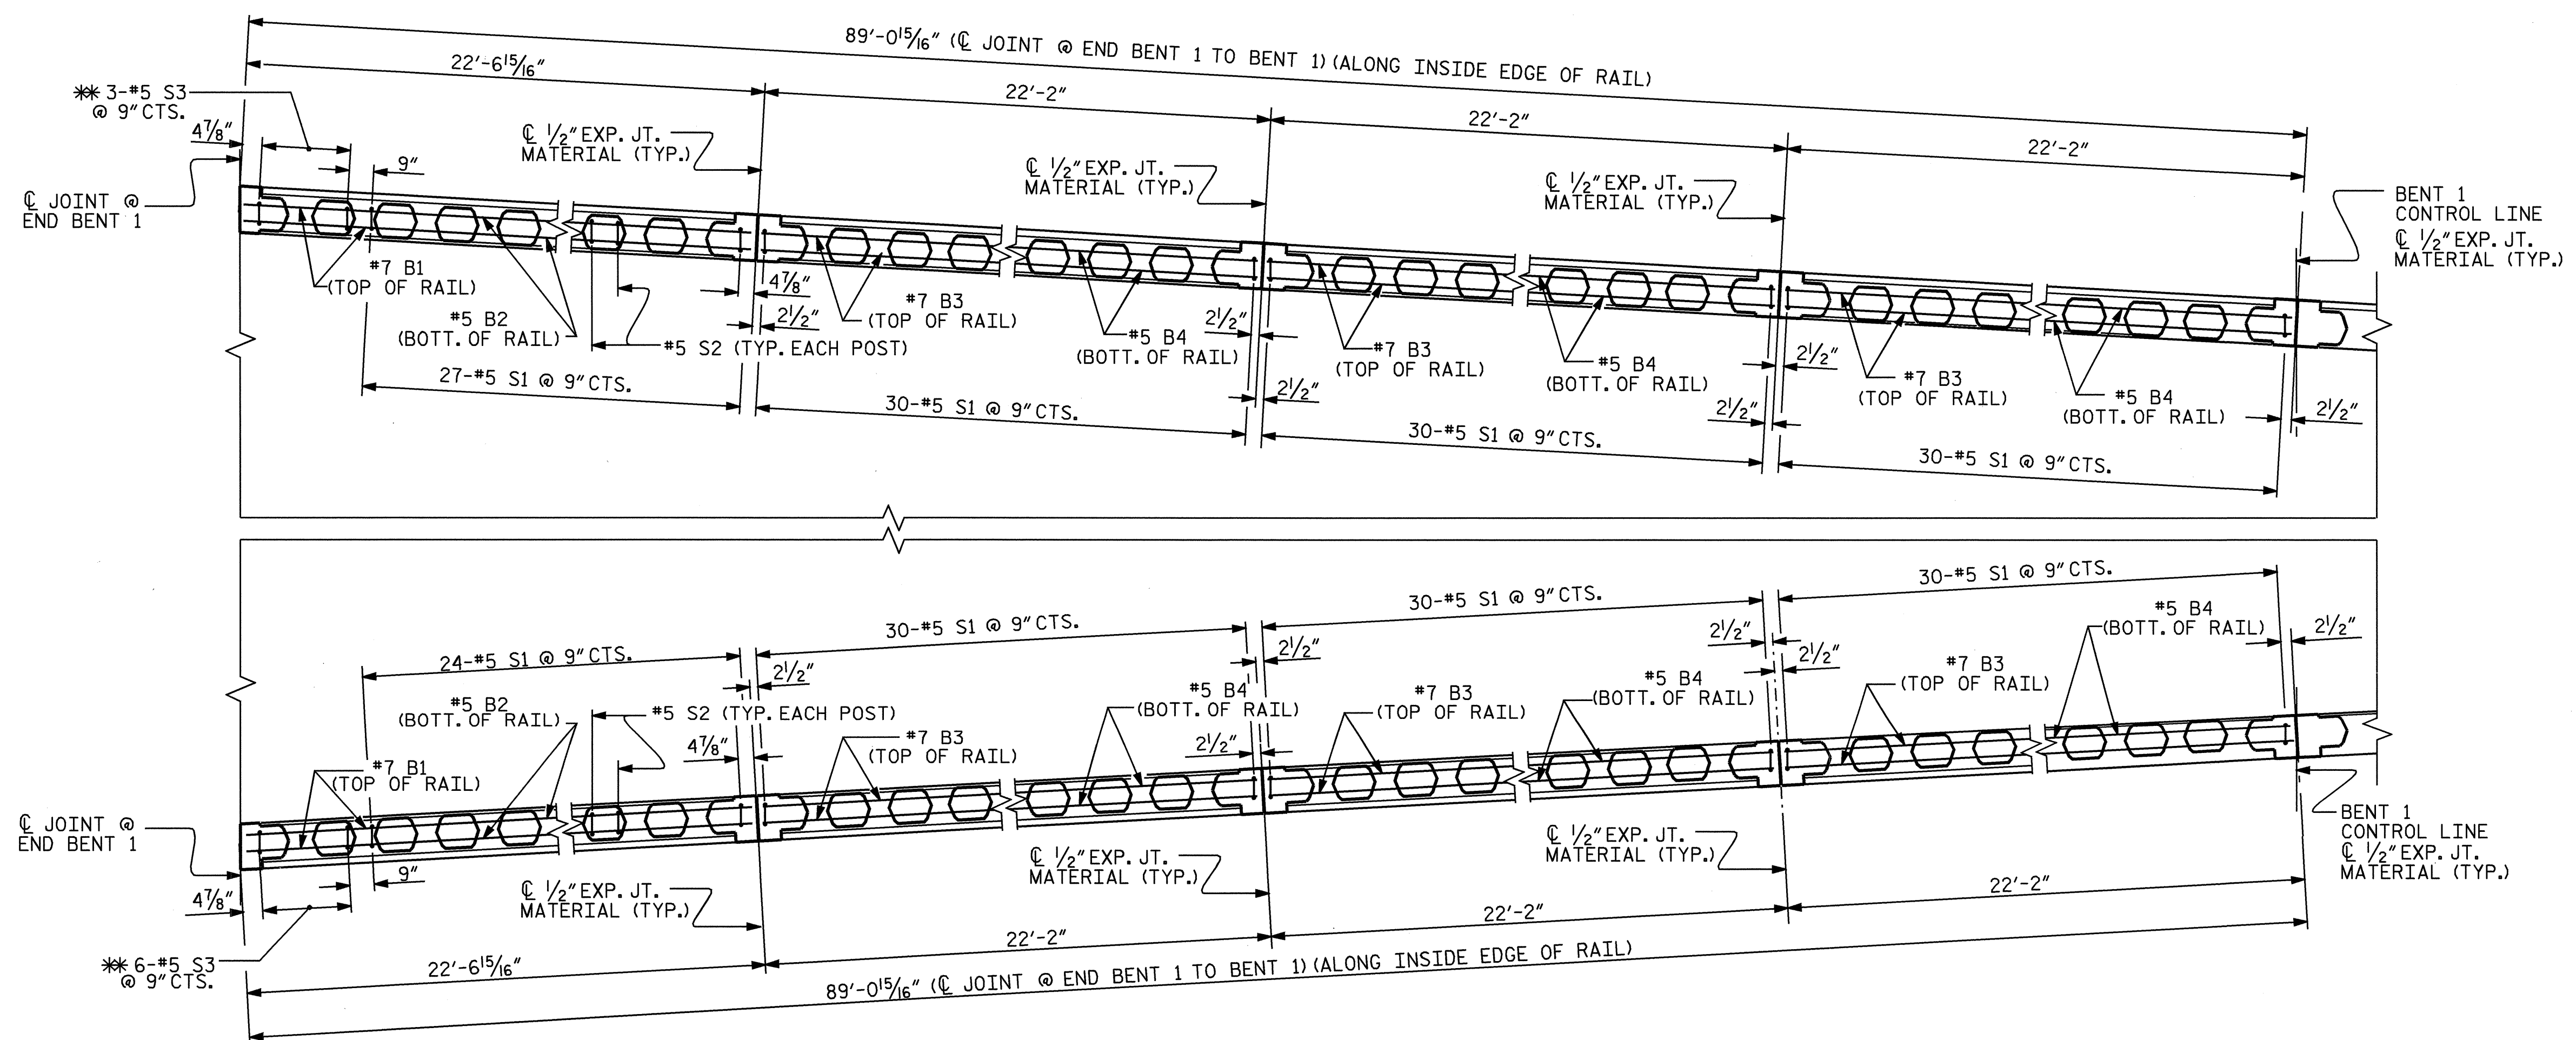 89'-0 15/16" (℄ JOINT @ END BENT 1 TO BENT 1) (ALONG INSIDE EDGE OF RAIL)
22'-6 15/16"
22'-2"
22'-2"
22'-2"
** 3-#5 S3
@ 9" CTS.
4 7/8"
9"
℄ JOINT @
END BENT 1
℄ 1/2" EXP. JT.
MATERIAL (TYP.)
℄ 1/2" EXP. JT.
MATERIAL (TYP.)
℄ 1/2" EXP. JT.
MATERIAL (TYP.)
BENT 1
CONTROL LINE
℄ 1/2" EXP. JT.
MATERIAL (TYP.)
#7 B1
(TOP OF RAIL)
#5 B2
(BOTT. OF RAIL)
4 7/8"
2 1/2"
#5 S2 (TYP. EACH POST)
#7 B3
(TOP OF RAIL)
#5 B4
(BOTT. OF RAIL)
2 1/2"
2 1/2"
#7 B3
(TOP OF RAIL)
#5 B4
(BOTT. OF RAIL)
2 1/2"
2 1/2"
#7 B3
(TOP OF RAIL)
#5 B4
(BOTT. OF RAIL)
2 1/2"
27-#5 S1 @ 9" CTS.
30-#5 S1 @ 9" CTS.
30-#5 S1 @ 9" CTS.
30-#5 S1 @ 9" CTS.
30-#5 S1 @ 9" CTS.
30-#5 S1 @ 9" CTS.
30-#5 S1 @ 9" CTS.
24-#5 S1 @ 9" CTS.
#5 B2
(BOTT. OF RAIL)
2 1/2"
#5 S2 (TYP. EACH POST)
4 7/8"
#7 B1
(TOP OF RAIL)
#7 B3
(TOP OF RAIL)
#5 B4
(BOTT. OF RAIL)
2 1/2"
2 1/2"
#7 B3
(TOP OF RAIL)
#5 B4
(BOTT. OF RAIL)
2 1/2"
2 1/2"
#7 B3
(TOP OF RAIL)
#5 B4
(BOTT. OF RAIL)
2 1/2"
℄ JOINT @
END BENT 1
4 7/8"
9"
℄ 1/2" EXP. JT.
MATERIAL (TYP.)
℄ 1/2" EXP. JT.
MATERIAL (TYP.)
℄ 1/2" EXP. JT.
MATERIAL (TYP.)
BENT 1
CONTROL LINE
℄ 1/2" EXP. JT.
MATERIAL (TYP.)
** 6-#5 S3
@ 9" CTS.
22'-6 15/16"
22'-2"
22'-2"
22'-2"
89'-0 15/16" (℄ JOINT @ END BENT 1 TO BENT 1) (ALONG INSIDE EDGE OF RAIL)